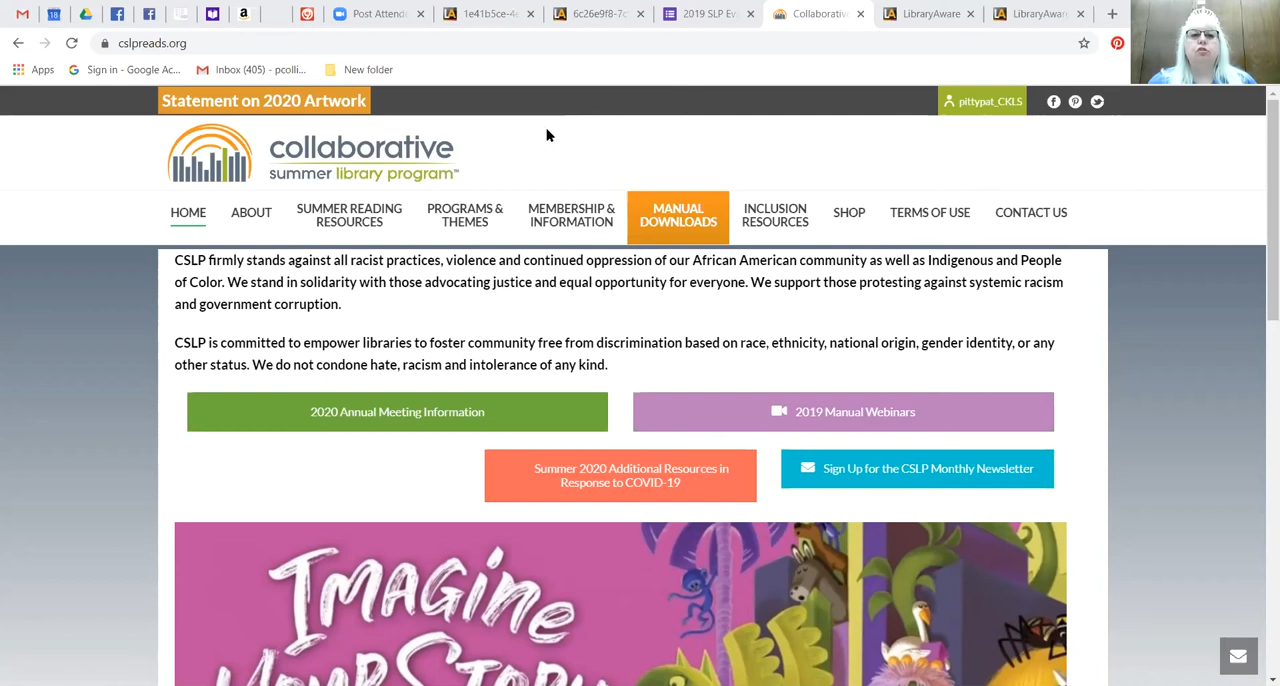 Post Attend
1e41b5ce-4
6c26e9f8-7c
2019 SLP Ev
Collaborative
LibraryAware
LibraryAwar
cslpreads.org
Apps
Sign in - Google Ac...
Inbox (405) - pcolli...
New folder
Statement on 2020 Artwork
pittypat_CKLS
collaborative
summer library program™
HOME
ABOUT
SUMMER READING
RESOURCES
PROGRAMS &
THEMES
MEMBERSHIP &
INFORMATION
MANUAL
DOWNLOADS
INCLUSION
RESOURCES
SHOP
TERMS OF USE
CONTACT US
CSLP firmly stands against all racist practices, violence and continued oppression of our African American community as well as Indigenous and People
of Color. We stand in solidarity with those advocating justice and equal opportunity for everyone. We support those protesting against systemic racism
and government corruption.
CSLP is committed to empower libraries to foster community free from discrimination based on race, ethnicity, national origin, gender identity, or any
other status. We do not condone hate, racism and intolerance of any kind.
2020 Annual Meeting Information
2019 Manual Webinars
Summer 2020 Additional Resources in
Response to COVID-19
Sign Up for the CSLP Monthly Newsletter
IMAGINE
YOUR STORY